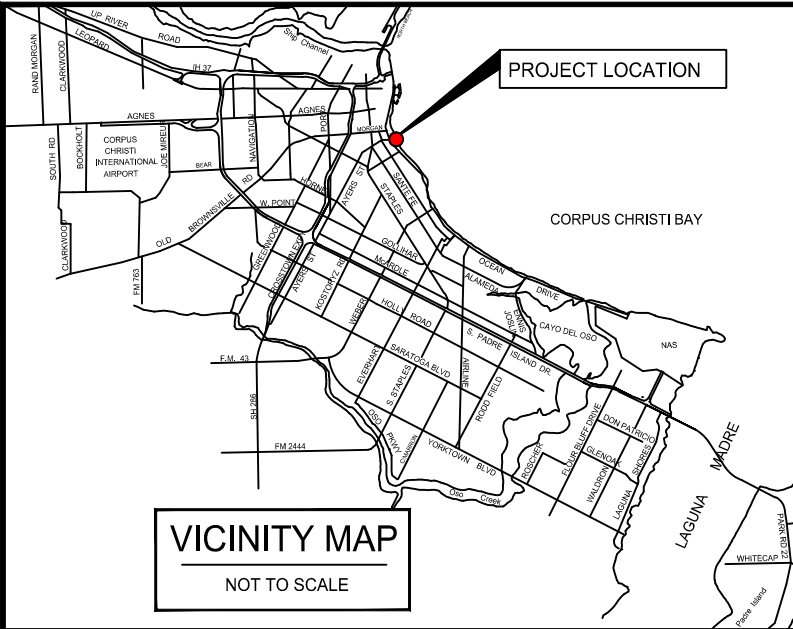 UP RIVER
ROAD
LEOPARD
RAND MORGAN
CLARKWOOD
IH 37
Ship Channel
PROJECT LOCATION
AGNES
AGNES
NAVIGATION
PORT
MORGAN
SOUTH RD
BOCKHOLT
CORPUS
CHRISTI
INTERNATIONAL
AIRPORT
JOE MIREUR
BEAR
HORNE
AYERS ST
STAPLES
SANTE FE
W. POINT
OLD
BROWNSVILLE
RD
CLARKWOOD
FM 763
GREENWOOD
CROSSTOWN EXP
AYERS ST
KOSTORYZ RD
GOLLIHAR
McARDLE
WEBER
HOLLY
ROAD
CORPUS CHRISTI BAY
OCEAN
DRIVE
ALAMEDA
ENNIS
JOSLIN
CAYO DEL OSO
NAS
S. PADRE
ISLAND DR.
SARATOGA BLVD
AIRLINE
F.M. 43
SH 286
FM 2444
EVERHART
S. STAPLES
RODD FIELD
OSO
PKWY
CIMARRON
YORKTOWN
BLVD
Oso Creek
ROSCHER
FLOUR BLUFF DRIVE
DON PATRICIO
GLENOAK
WALDRON
LAGUNA
SHORES
LAGUNA
MADRE
PARK RD 22
WHITECAP
Padre Island
VICINITY MAP
NOT TO SCALE